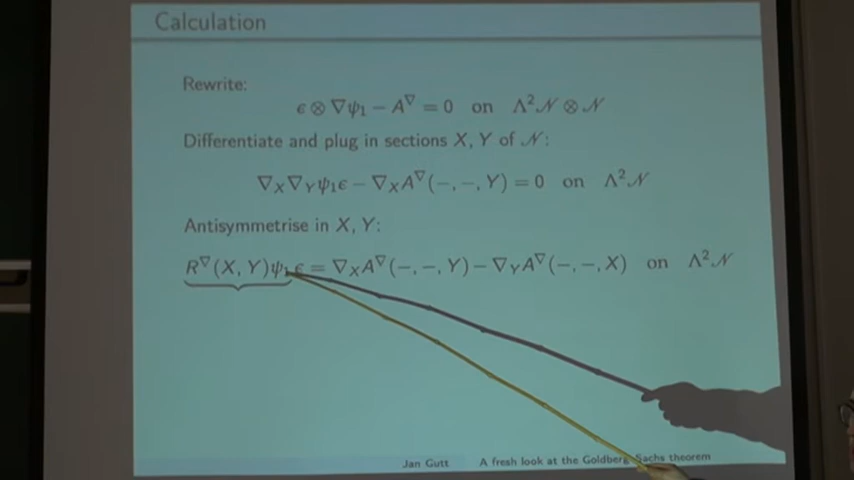 Calculation
Rewrite:
ϵ ⊗ ∇ψ₁ − A^∇ = 0 on Λ²𝒩 ⊗ 𝒩
Differentiate and plug in sections X, Y of 𝒩:
∇_X∇_Yψ₁ϵ − ∇_XA^∇(−, −, Y) = 0 on Λ²𝒩
Antisymmetrise in X, Y:
R^∇(X, Y)ψ₁ϵ = ∇_XA^∇(−, −, Y) − ∇_YA^∇(−, −, X) on Λ²𝒩
Jan Gutt A fresh look at the Goldberg Sachs theorem